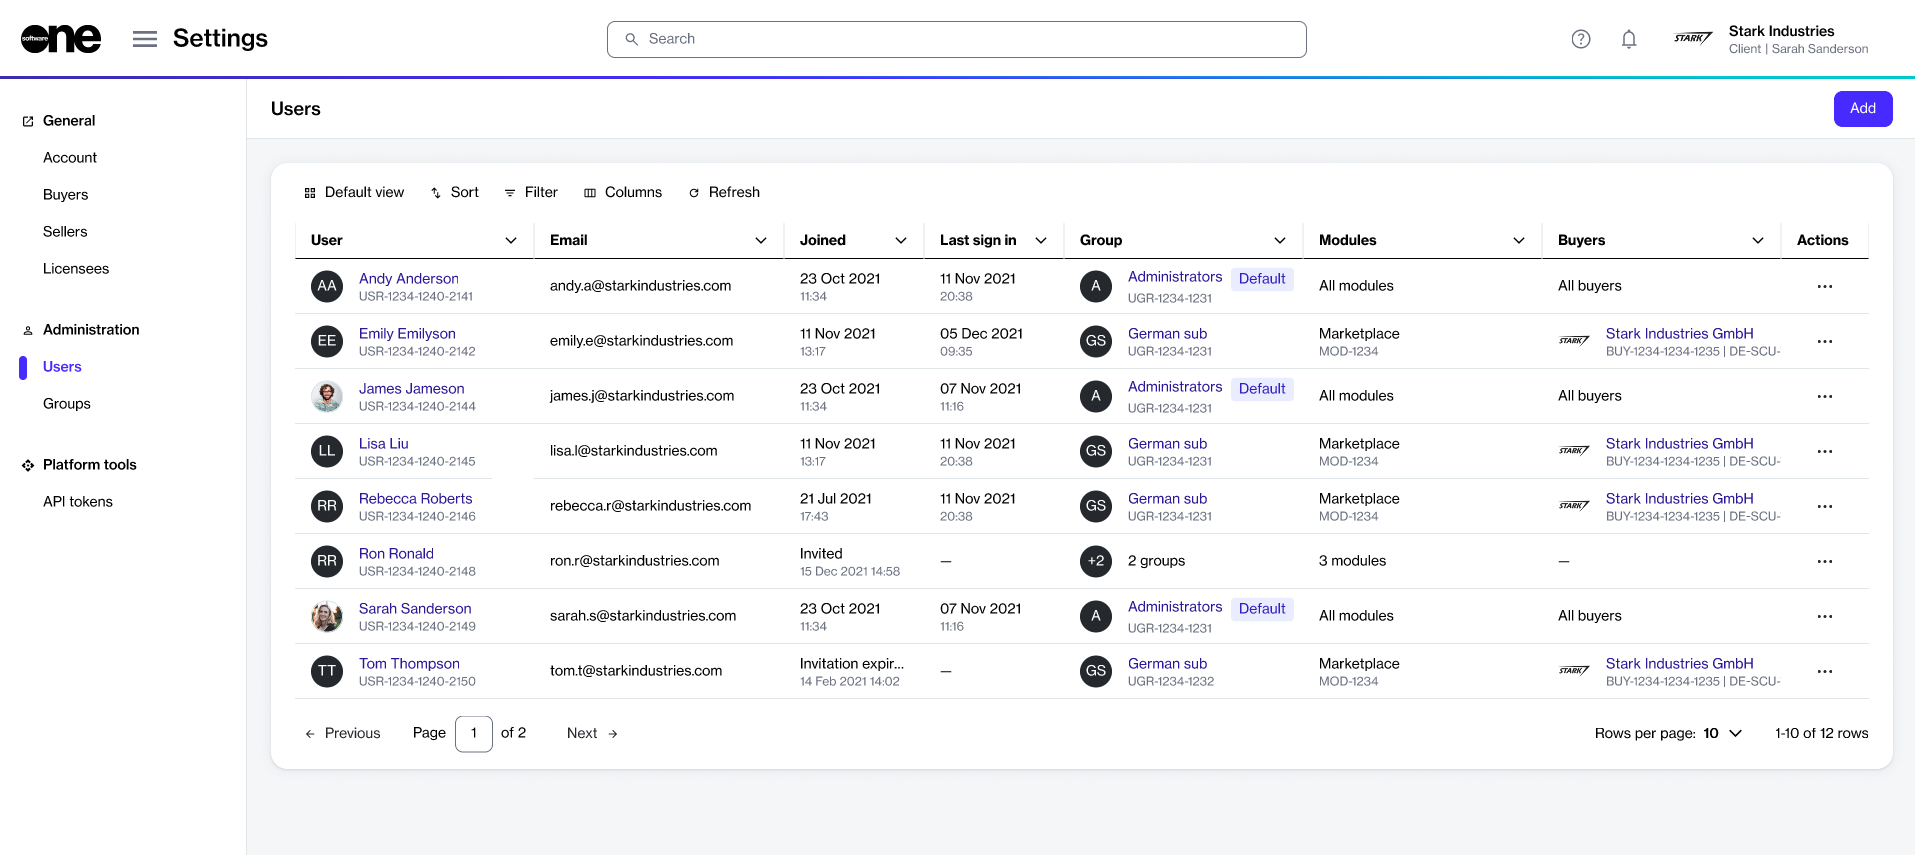 software one
Settings
Search
STARK
Stark Industries
Client | Sarah Sanderson
General
Account
Buyers
Sellers
Licensees
Administration
Users
Groups
Platform tools
API tokens
Users
Add
Default view Sort Filter Columns Refresh
User Email Joined Last sign in Group Modules Buyers Actions
AA Andy Anderson andy.a@starkindustries.com 23 Oct 2021 11 Nov 2021 A Administrators Default All modules All buyers
USR-1234-1240-2141 11:34 20:38 UGR-1234-1231
EE Emily Emilyson emily.e@starkindustries.com 11 Nov 2021 05 Dec 2021 GS German sub Marketplace STARK Stark Industries GmbH
USR-1234-1240-2142 13:17 09:35 UGR-1234-1231 MOD-1234 BUY-1234-1234-1235 | DE-SCU-
James Jameson james.j@starkindustries.com 23 Oct 2021 07 Nov 2021 A Administrators Default All modules All buyers
USR-1234-1240-2144 11:34 11:16 UGR-1234-1231
LL Lisa Liu lisa.l@starkindustries.com 11 Nov 2021 11 Nov 2021 GS German sub Marketplace STARK Stark Industries GmbH
USR-1234-1240-2145 13:17 20:38 UGR-1234-1231 MOD-1234 BUY-1234-1234-1235 | DE-SCU-
RR Rebecca Roberts rebecca.r@starkindustries.com 21 Jul 2021 11 Nov 2021 GS German sub Marketplace STARK Stark Industries GmbH
USR-1234-1240-2146 17:43 20:38 UGR-1234-1231 MOD-1234 BUY-1234-1234-1235 | DE-SCU-
RR Ron Ronald ron.r@starkindustries.com Invited — +2 2 groups 3 modules —
USR-1234-1240-2148 15 Dec 2021 14:58
Sarah Sanderson sarah.s@starkindustries.com 23 Oct 2021 07 Nov 2021 A Administrators Default All modules All buyers
USR-1234-1240-2149 11:34 11:16 UGR-1234-1231
TT Tom Thompson tom.t@starkindustries.com Invitation expir... — GS German sub Marketplace STARK Stark Industries GmbH
USR-1234-1240-2150 14 Feb 2021 14:02 UGR-1234-1232 MOD-1234 BUY-1234-1234-1235 | DE-SCU-
Previous Page 1 of 2 Next Rows per page: 10 1-10 of 12 rows